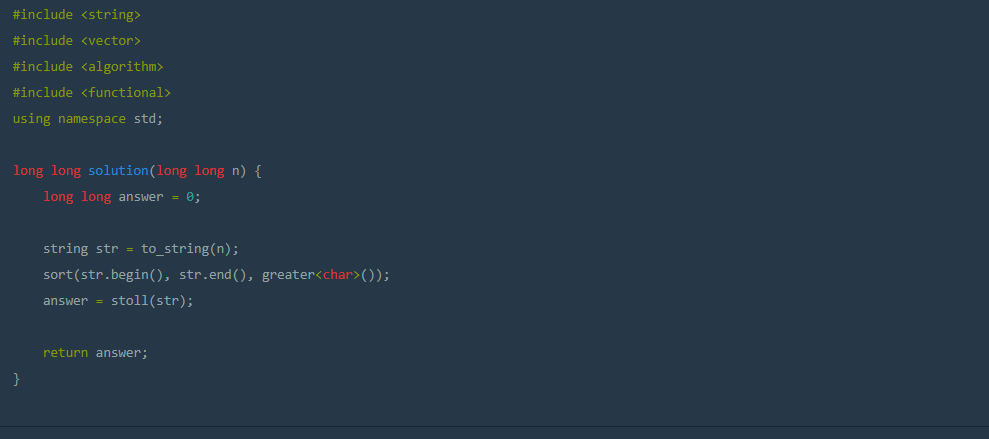 #include <string>
#include <vector>
#include <algorithm>
#include <functional>
using namespace std;
long long solution(long long n) {
    long long answer = 0;
    string str = to_string(n);
    sort(str.begin(), str.end(), greater<char>());
    answer = stoll(str);
    return answer;
}